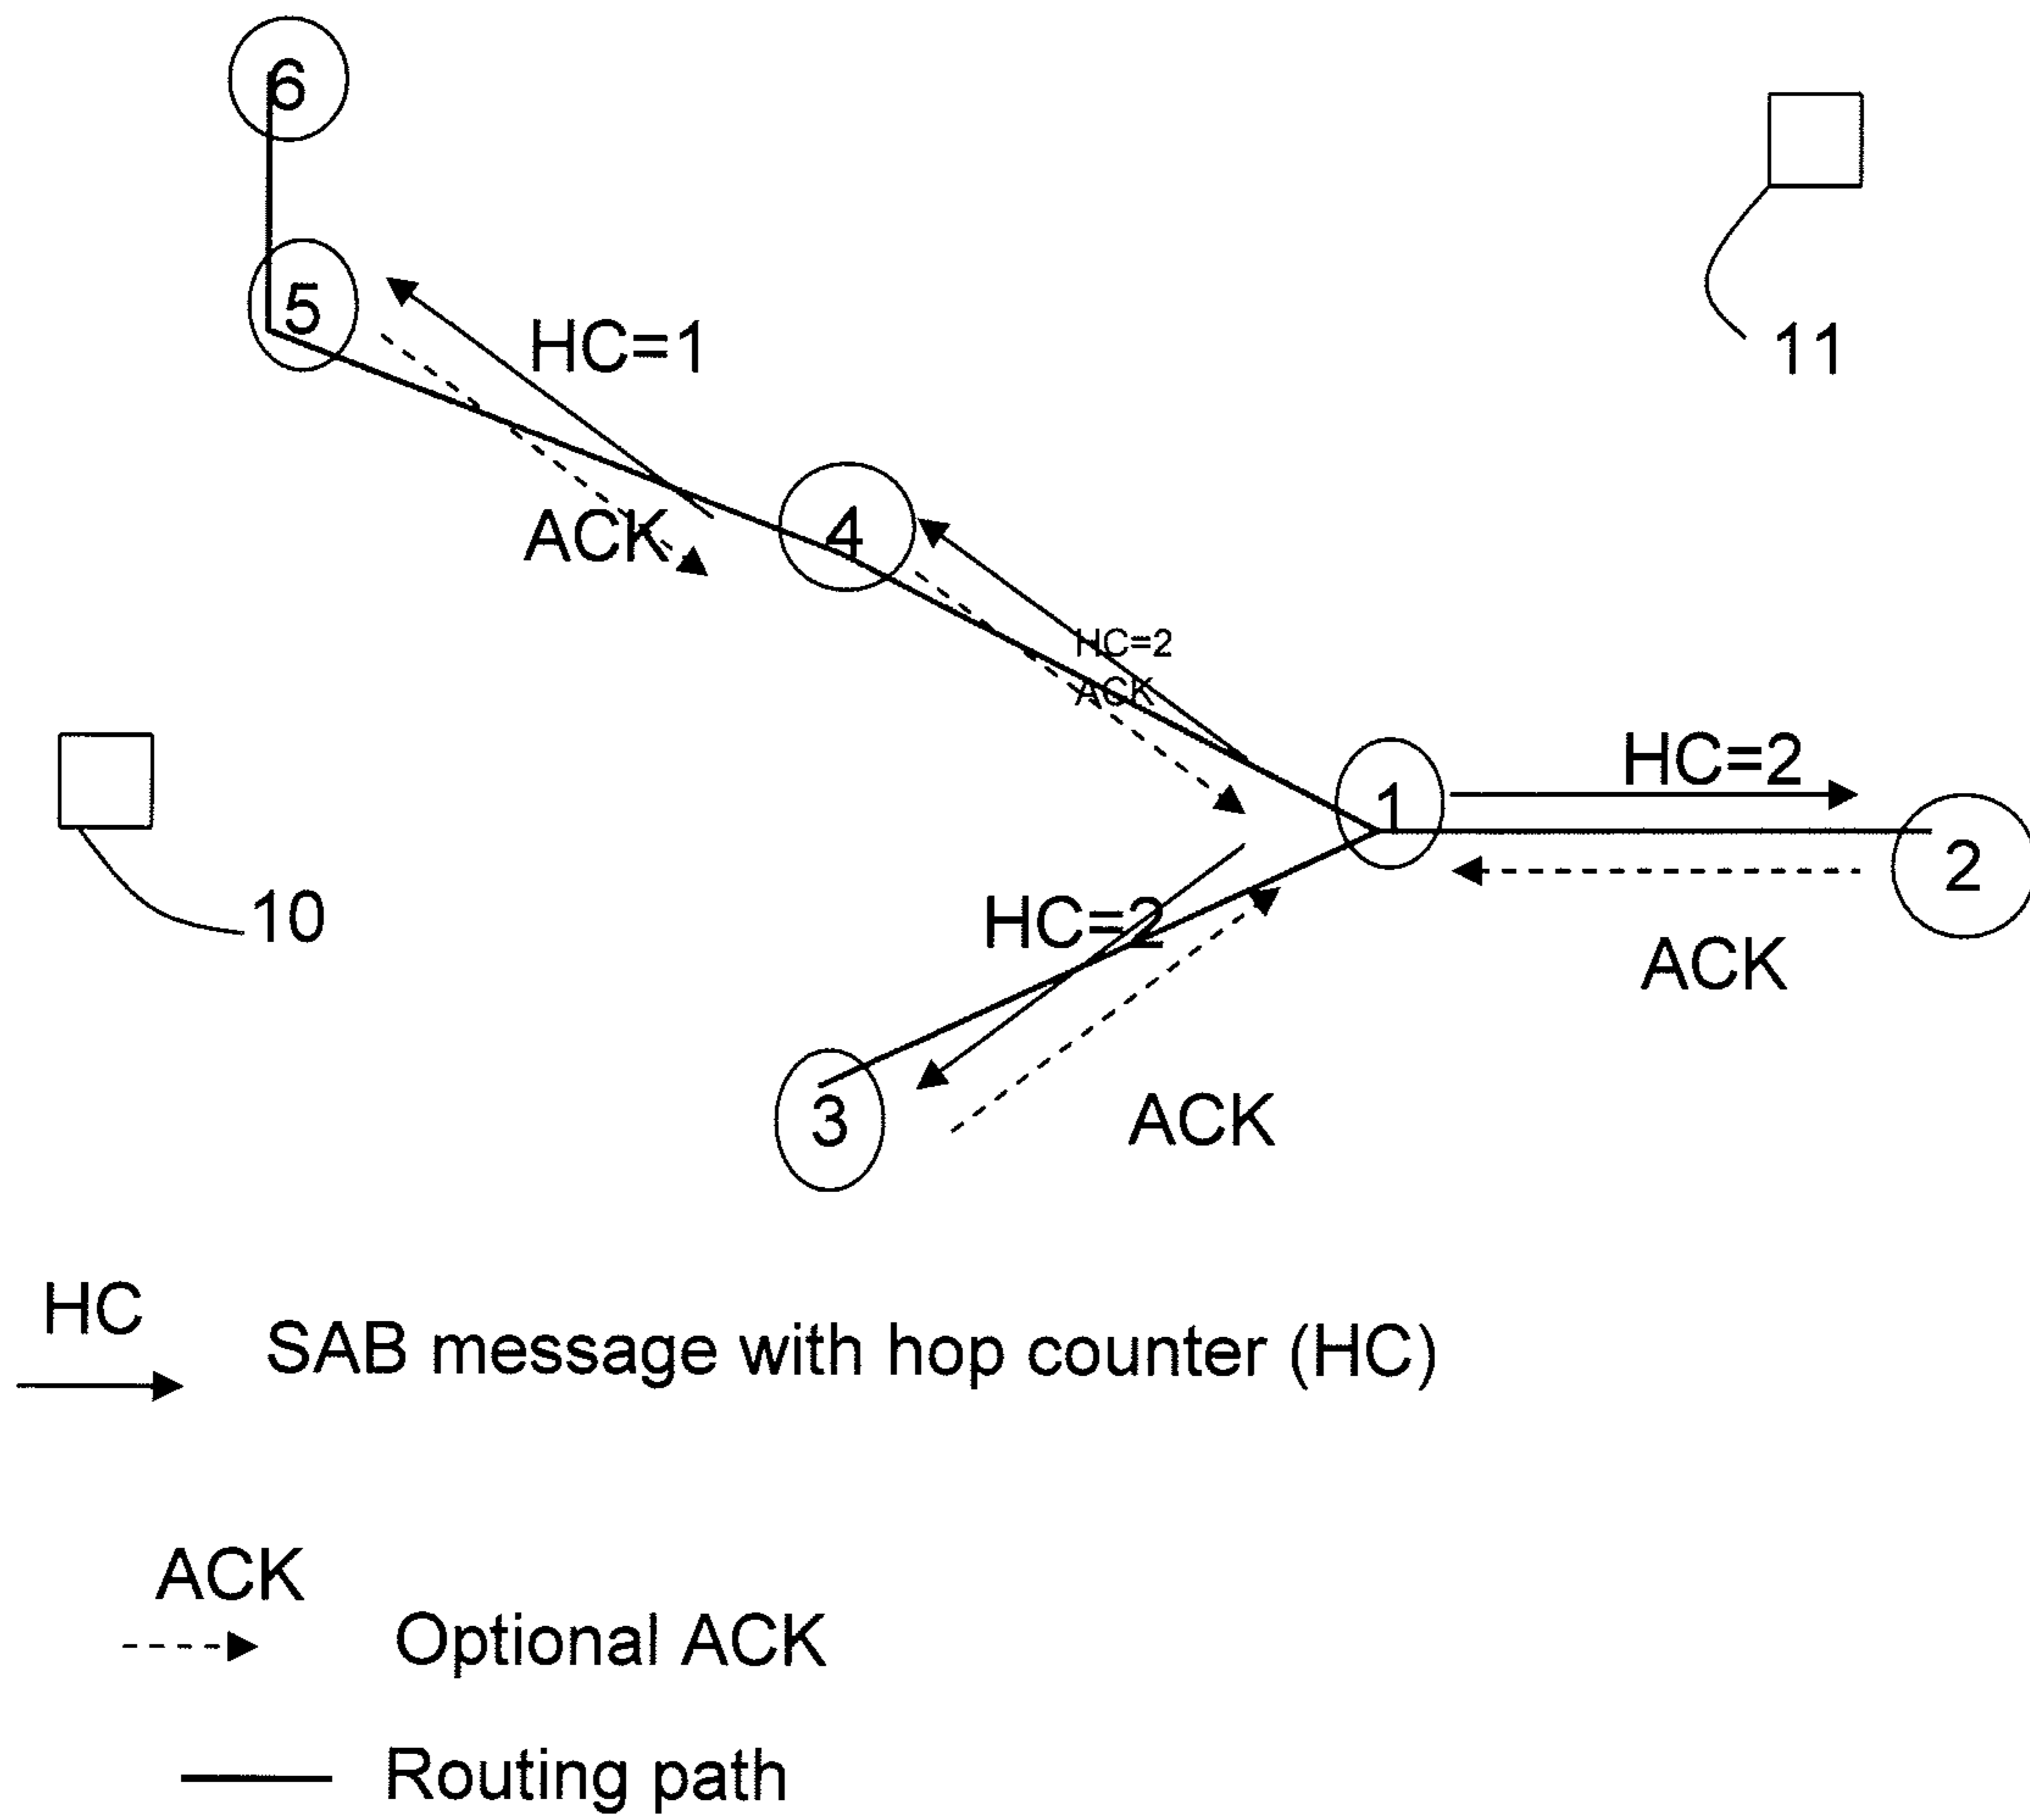 6
5
HC=1
11
ACK
4
HC=2
ACK
1
HC=2
2
10
HC=2
ACK
3
ACK
HC
SAB message with hop counter (HC)
ACK
Optional ACK
Routing path